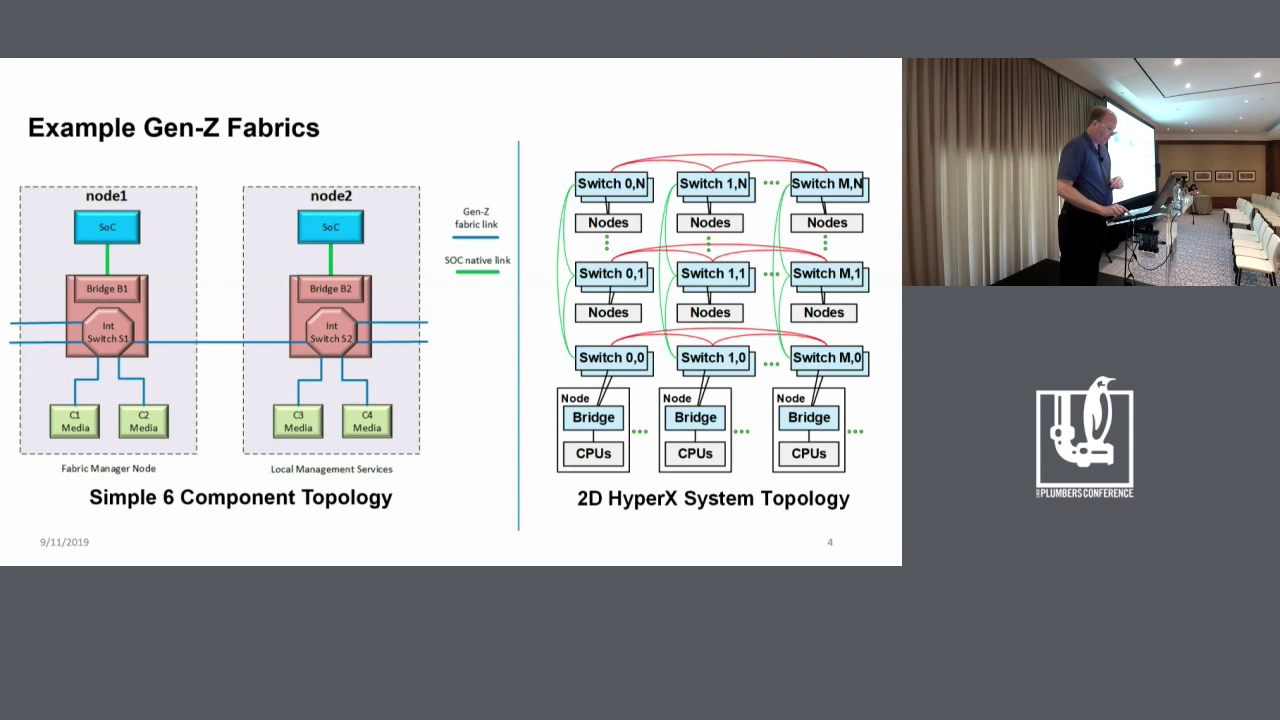 Example Gen-Z Fabrics
node1
SoC
Bridge B1
Int
Switch S1
C1
Media
C2
Media
Fabric Manager Node
node2
SoC
Bridge B2
Int
Switch S2
C3
Media
C4
Media
Local Management Services
Gen-Z
fabric link
SOC native link
Simple 6 Component Topology
Switch 0,N
Switch 1,N
Switch M,N
Nodes
Nodes
Nodes
Switch 0,1
Switch 1,1
Switch M,1
Nodes
Nodes
Nodes
Switch 0,0
Switch 1,0
Switch M,0
Node
Bridge
CPUs
Node
Bridge
CPUs
Node
Bridge
CPUs
2D HyperX System Topology
9/11/2019
4
PLUMBERS CONFERENCE